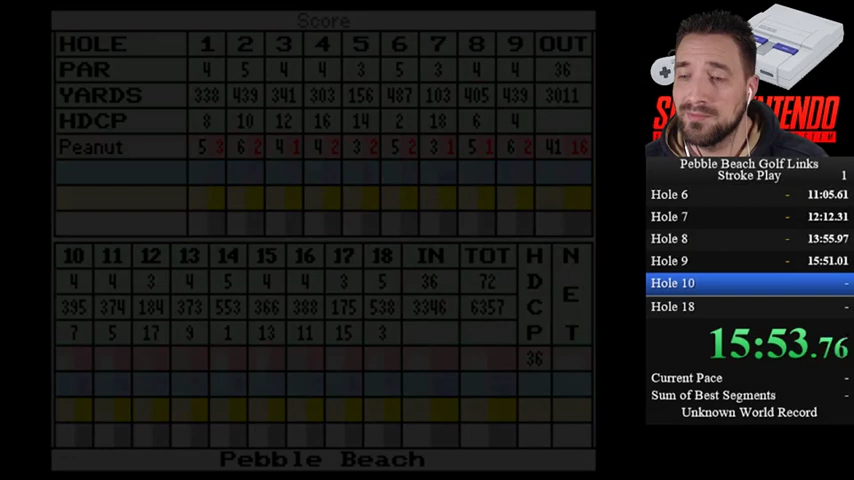 Score
HOLE 1 2 3 4 5 6 7 8 9 OUT
PAR 4 5 4 4 3 5 3 4 4 36
YARDS 338 439 341 303 156 487 103 405 439 3011
HDCP 8 10 12 16 14 2 18 6 4
Peanut 5 3 6 2 4 1 4 2 3 2 5 2 3 1 5 1 6 2 41 16
10 11 12 13 14 15 16 17 18 IN TOT HDCP NET
4 4 3 4 5 4 4 3 5 36 72
395 374 184 373 553 366 388 175 538 3346 6357
7 5 17 9 1 13 11 15 3
36
Pebble Beach
NINTENDO
Pebble Beach Golf Links
Stroke Play 1
Hole 6 - 11:05.61
Hole 7 - 12:12.31
Hole 8 - 13:55.97
Hole 9 - 15:51.01
Hole 10 -
Hole 18 -
15:53.76
Current Pace -
Sum of Best Segments -
Unknown World Record